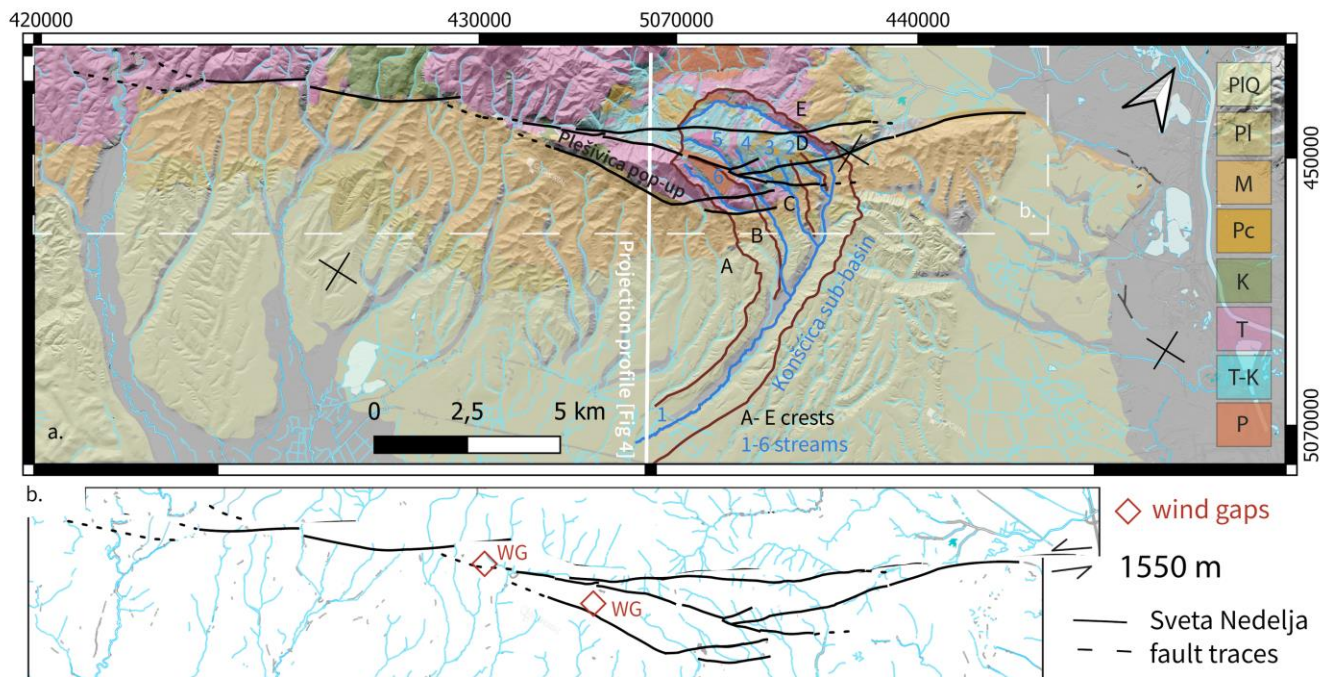 420000
430000
5070000
440000
450000
5070000
PlQ
Pl
M
Pc
K
T
T-K
P
E
D
5
4
3
2
6
C
B
A
Plešivica pop-up
b.
Projection profile [Fig 4]
Konšćica sub-basin
1
0 2,5 5 km
A- E crests
1-6 streams
a.
b.
WG
WG
wind gaps
1550 m
Sveta Nedelja
fault traces